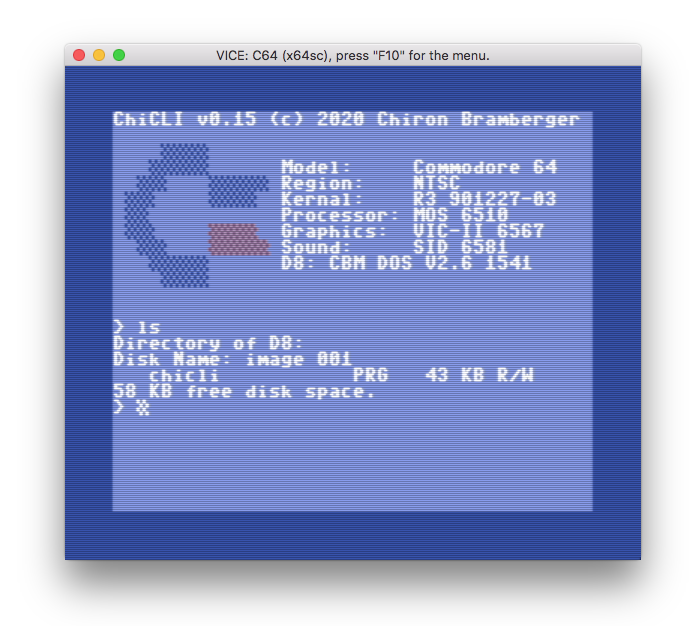 VICE: C64 (x64sc), press "F10" for the menu.
ChiCLI v0.15 (c) 2020 Chiron Bramberger
Model: Commodore 64
Region: NTSC
Kernal: R3 901227-03
Processor: MOS 6510
Graphics: VIC-II 6567
Sound: SID 6581
D8: CBM DOS V2.6 1541
> ls
Directory of D8:
Disk Name: image 001
chicli PRG 43 KB R/W
58 KB free disk space.
>